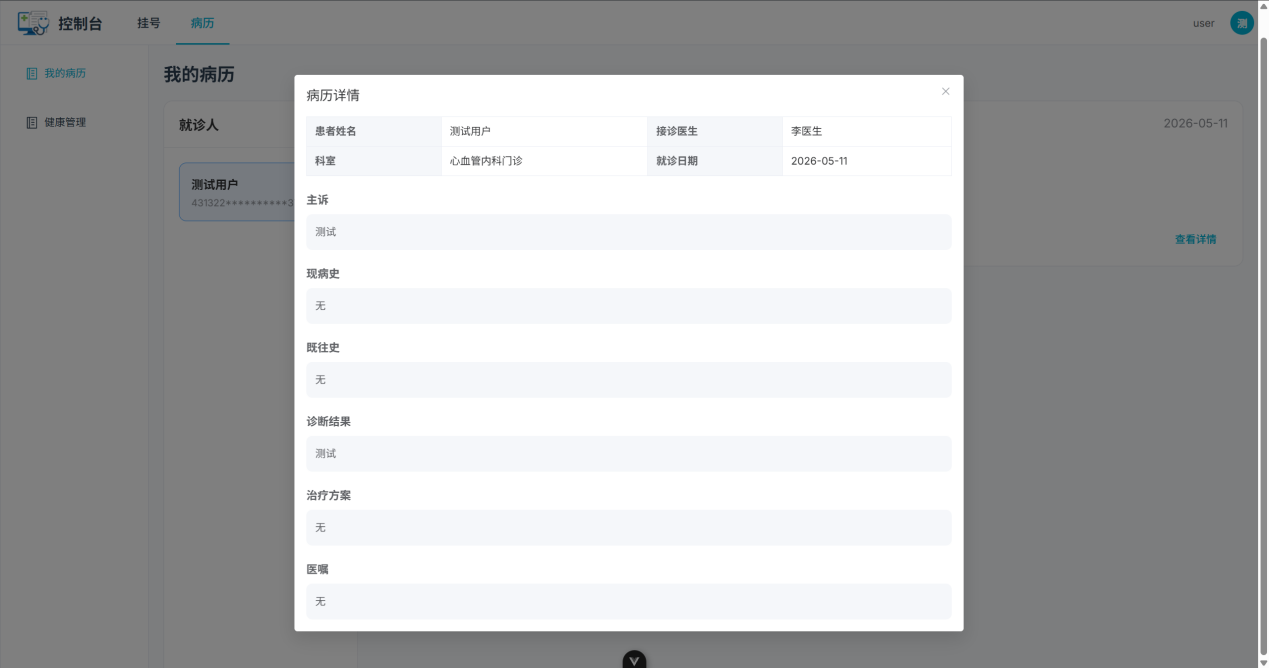 控制台 挂号 病历 user 测
我的病历
健康管理
我的病历
就诊人
测试用户
431322**********3
2026-05-11
查看详情
病历详情
患者姓名 测试用户 接诊医生 李医生
科室 心血管内科门诊 就诊日期 2026-05-11
主诉
测试
现病史
无
既往史
无
诊断结果
测试
治疗方案
无
医嘱
无